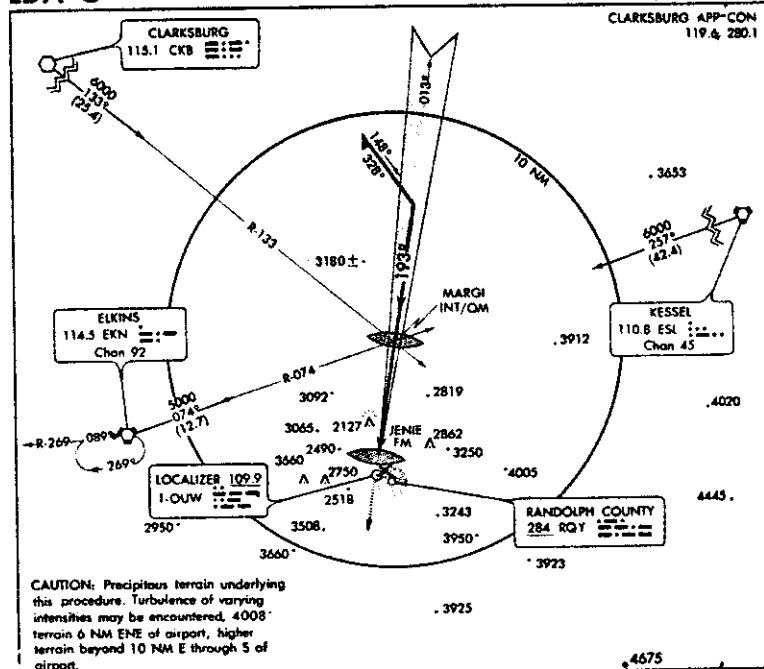 CLARKSBURG APP-CON
119.6, 280.1
CLARKSBURG
115.1 CKB
6000
133°
(25.4)
013°
148°
328°
10 NM
.3653
R-133
193°
6000
257°
(42.4)
3180±
MARGI
INT/OM
ELKINS
114.5 EKN
Chan 92
KESSEL
110.8 ESL
Chan 45
.3912
R-074
5000
074°
(12.7)
3092
.2819
.4020
R-269
089°
269°
3065.
2127
JENIE
FM
2862
3250
2490
3660
2750
2518
LOCALIZER 109.9
I-OUW
4005
4445.
RANDOLPH COUNTY
284 RQY
2950
3508.
.3243
3950
3660
3923
CAUTION: Precipitous terrain underlying
this procedure. Turbulence of varying
intensities may be encountered, 4008'
terrain 6 NM ENE of airport, higher
terrain beyond 10 NM E through S of
airport.
.3925
4675